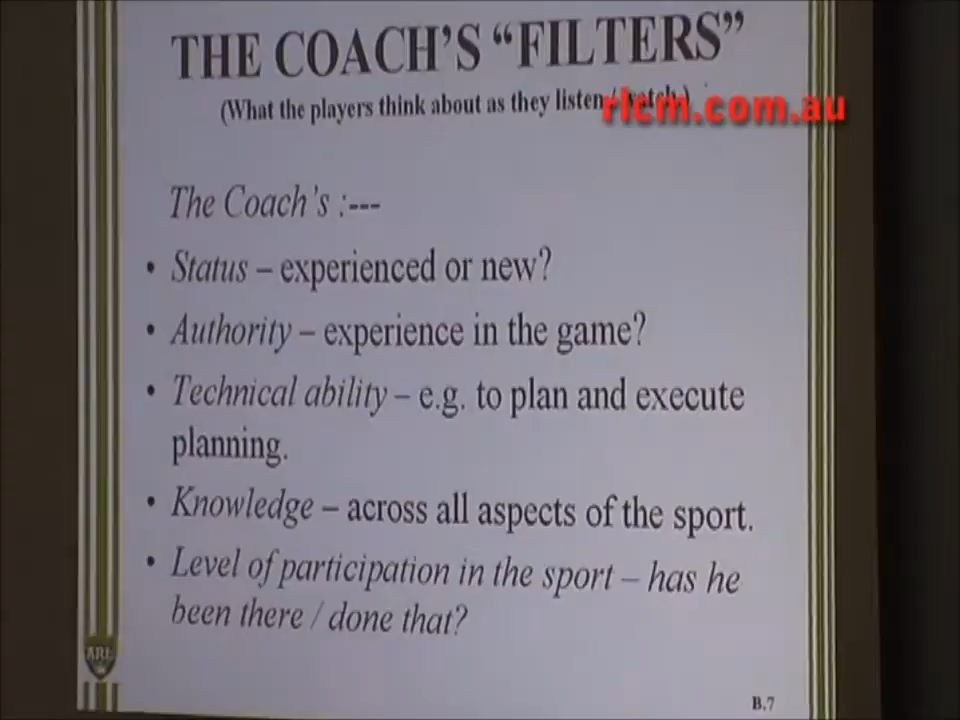 THE COACH'S “FILTERS”
(What the players think about as they listen / watch)
rlcm.com.au
The Coach's :---
• Status – experienced or new?
• Authority – experience in the game?
• Technical ability – e.g. to plan and execute
planning.
• Knowledge – across all aspects of the sport.
• Level of participation in the sport – has he
been there / done that?
ARL
B.7